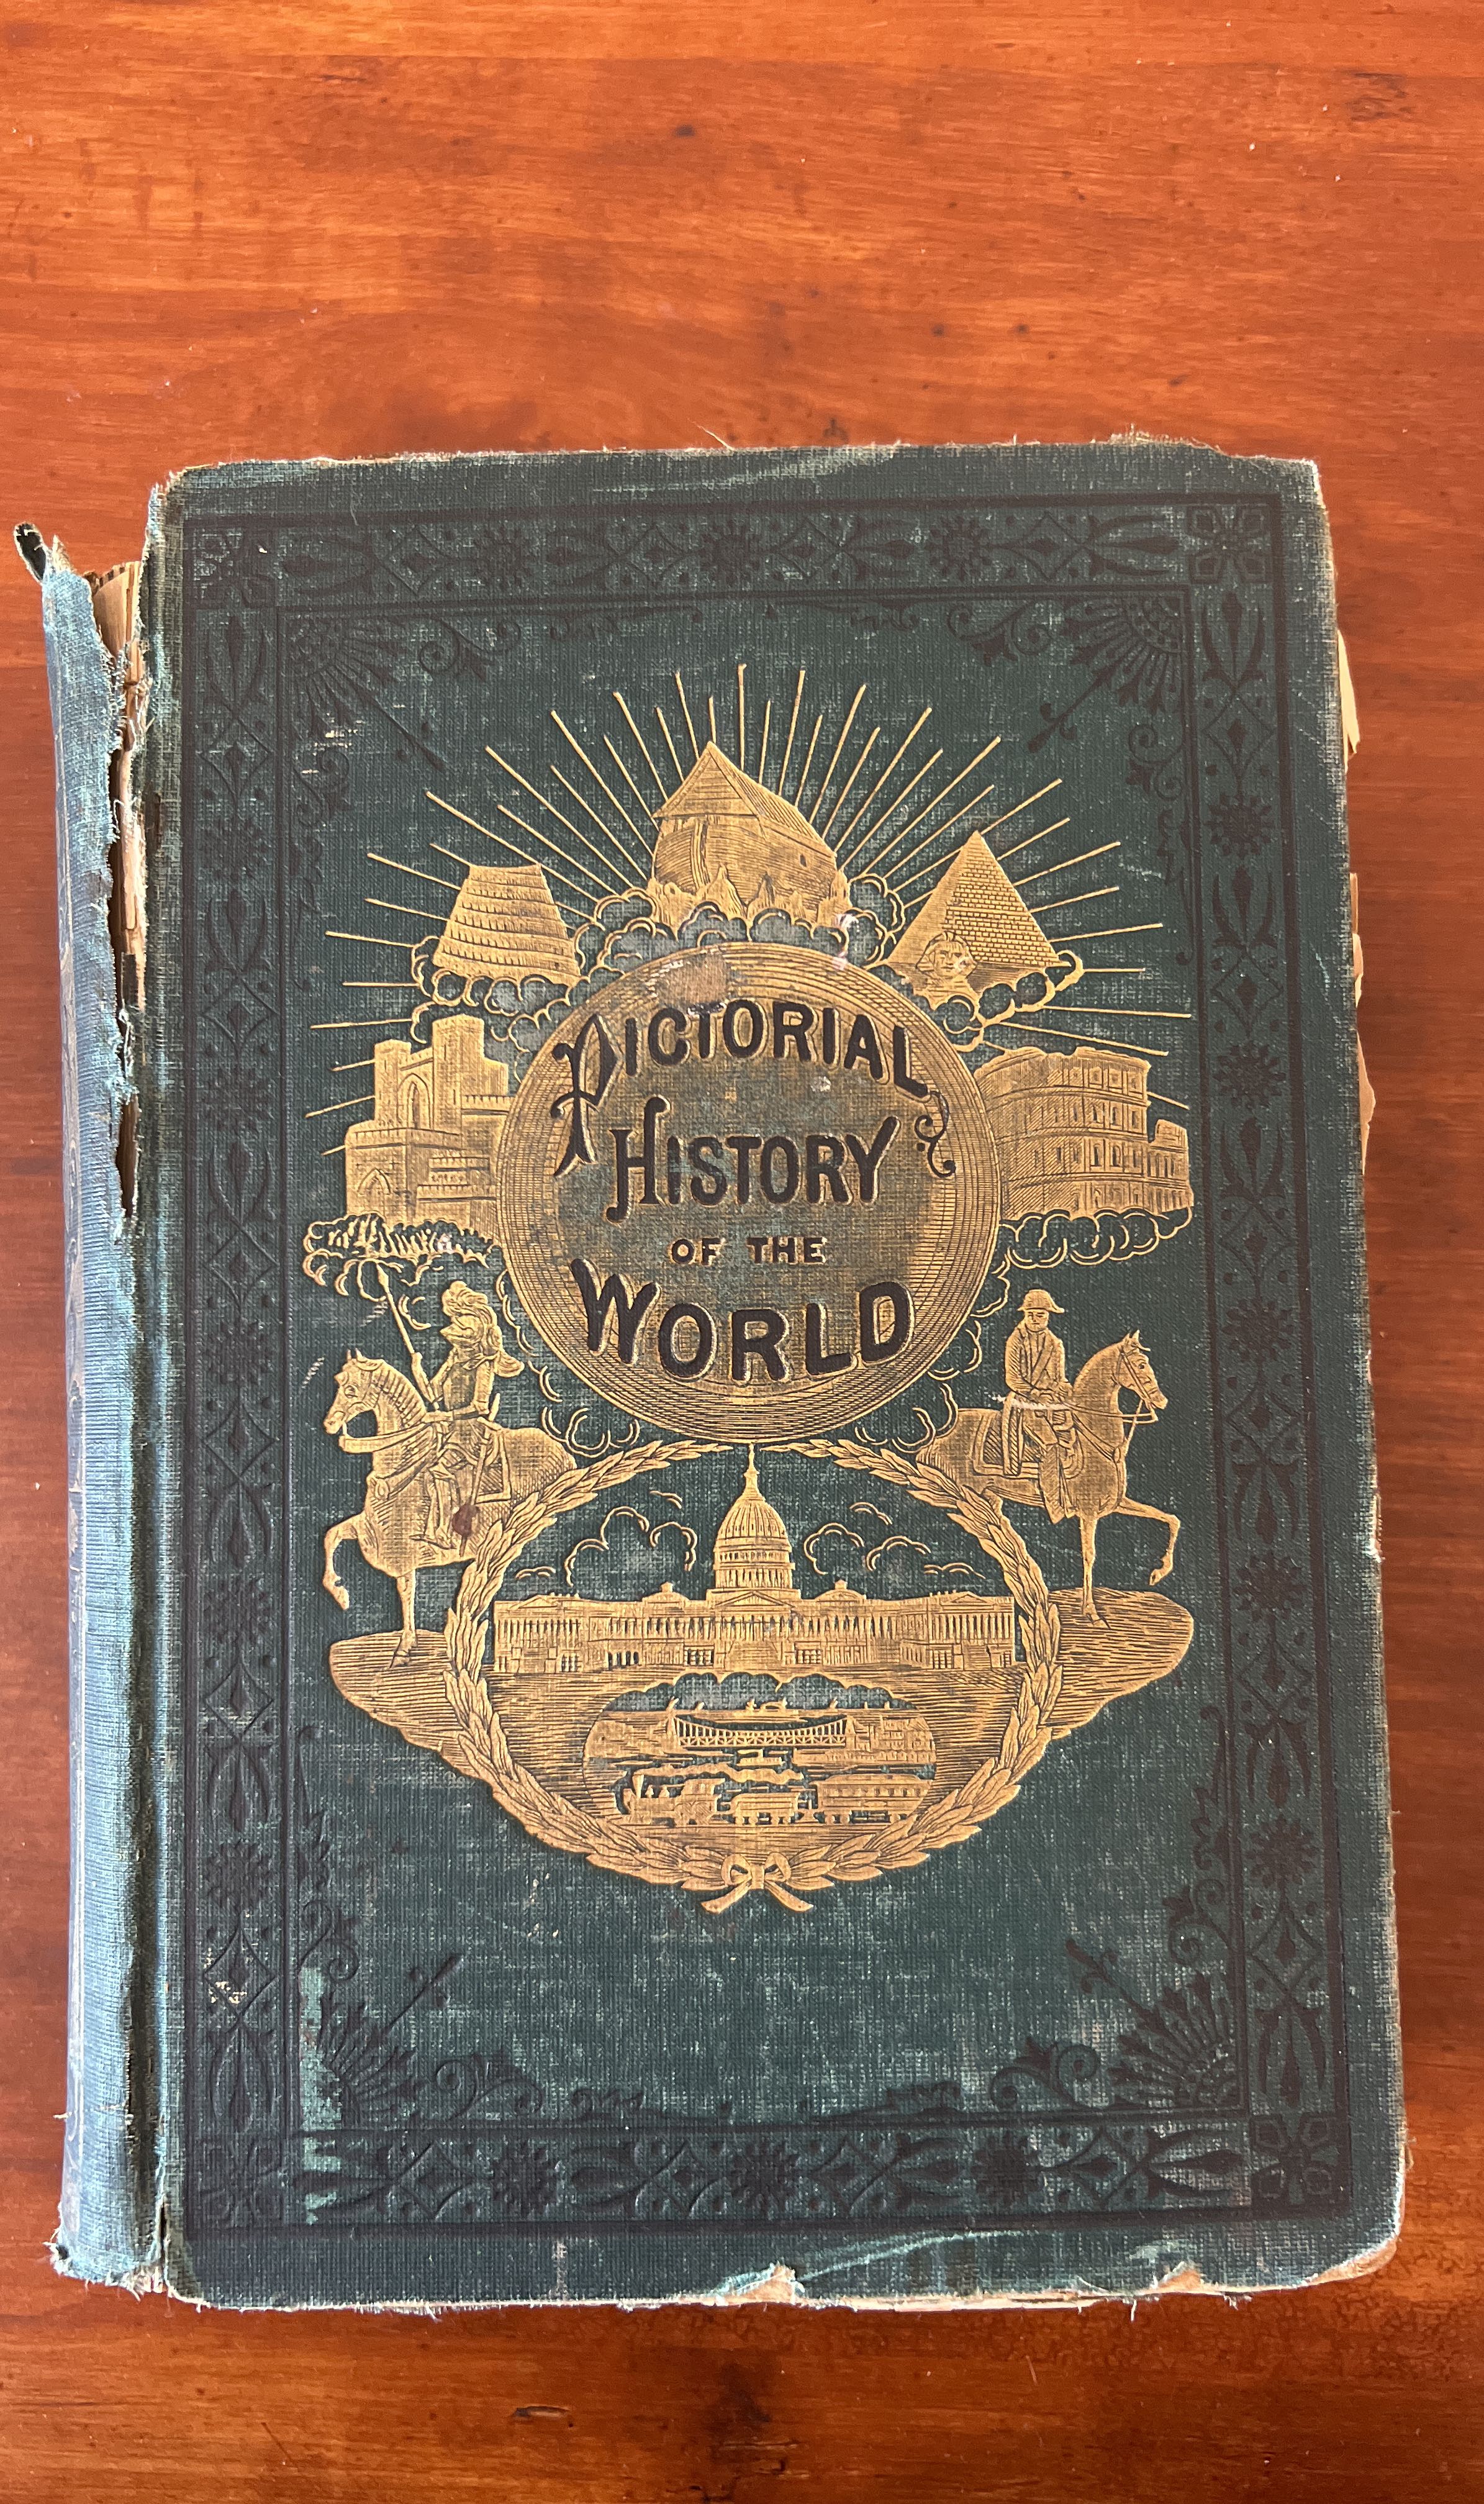 PICTORIAL
HISTORY
OF THE
WORLD